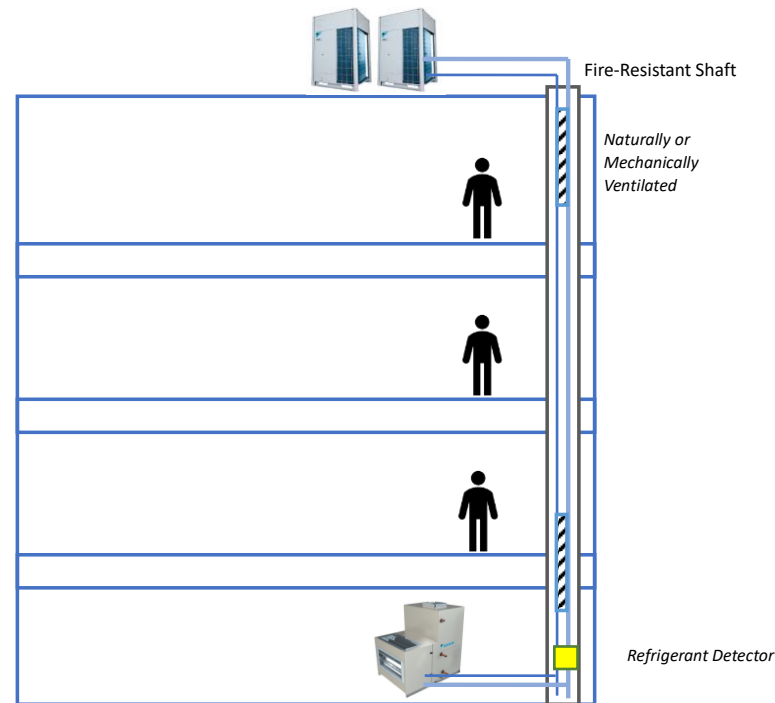 Fire-Resistant Shaft
Naturally or
Mechanically
Ventilated
Refrigerant Detector